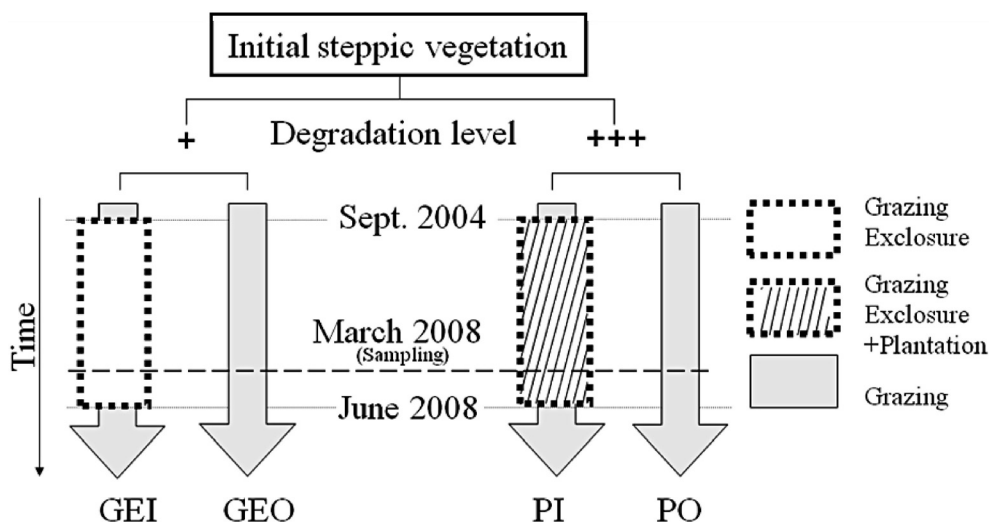 Initial steppic vegetation
+ Degradation level +++
Sept. 2004
March 2008
(Sampling)
June 2008
Time
GEI GEO PI PO
Grazing
Exclosure
Grazing
Exclosure
+Plantation
Grazing